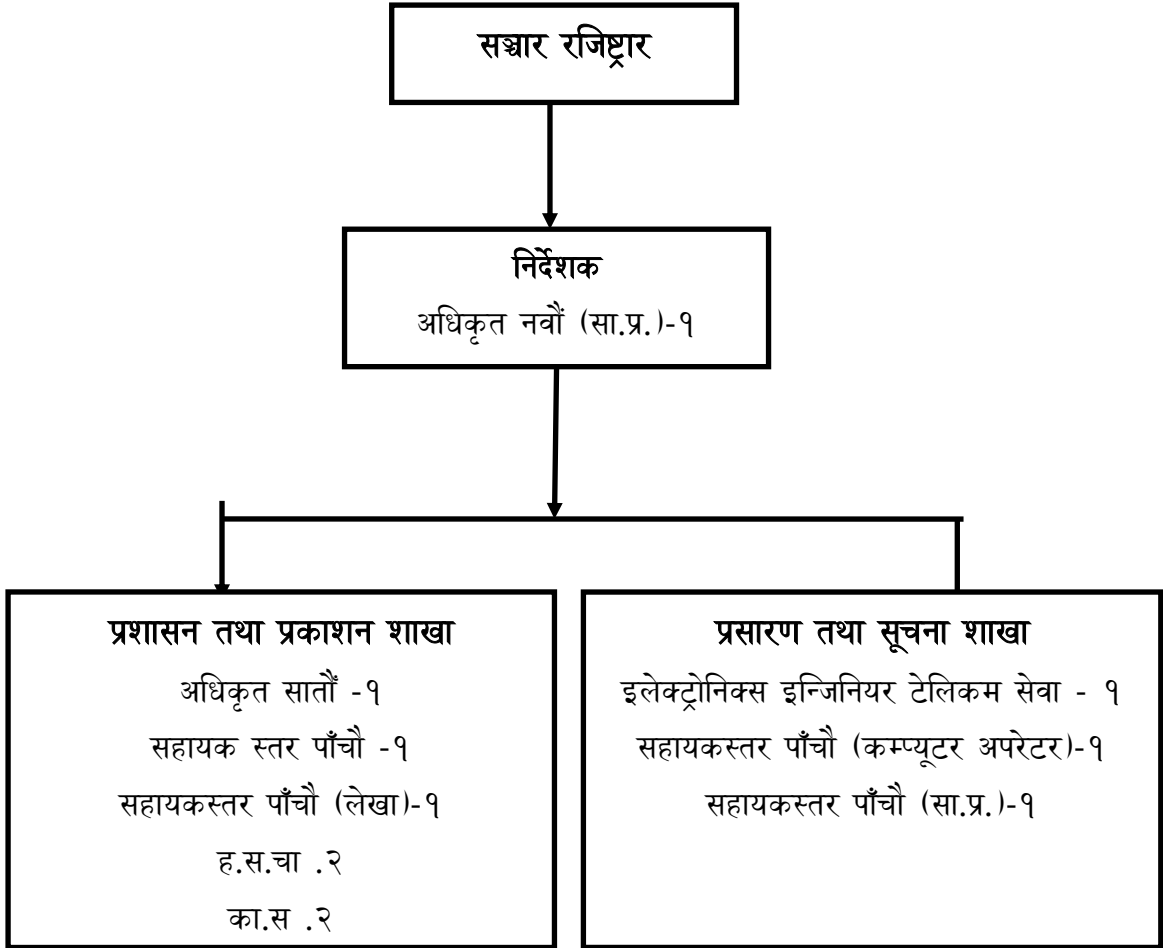 सञ्चार रजिष्ट्रार
निर्देशक
अधिकृत नवौं (सा.प्र.)-१
प्रशासन तथा प्रकाशन शाखा
अधिकृत सातौं -१
सहायक स्तर पाँचौ -१
सहायकस्तर पाँचौ (लेखा)-१
ह.स.चा .२
का.स .२
प्रसारण तथा सूचना शाखा
इलेक्ट्रोनिक्स इन्जिनियर टेलिकम सेवा - १
सहायकस्तर पाँचौ (कम्प्यूटर अपरेटर)-१
सहायकस्तर पाँचौ (सा.प्र.)-१